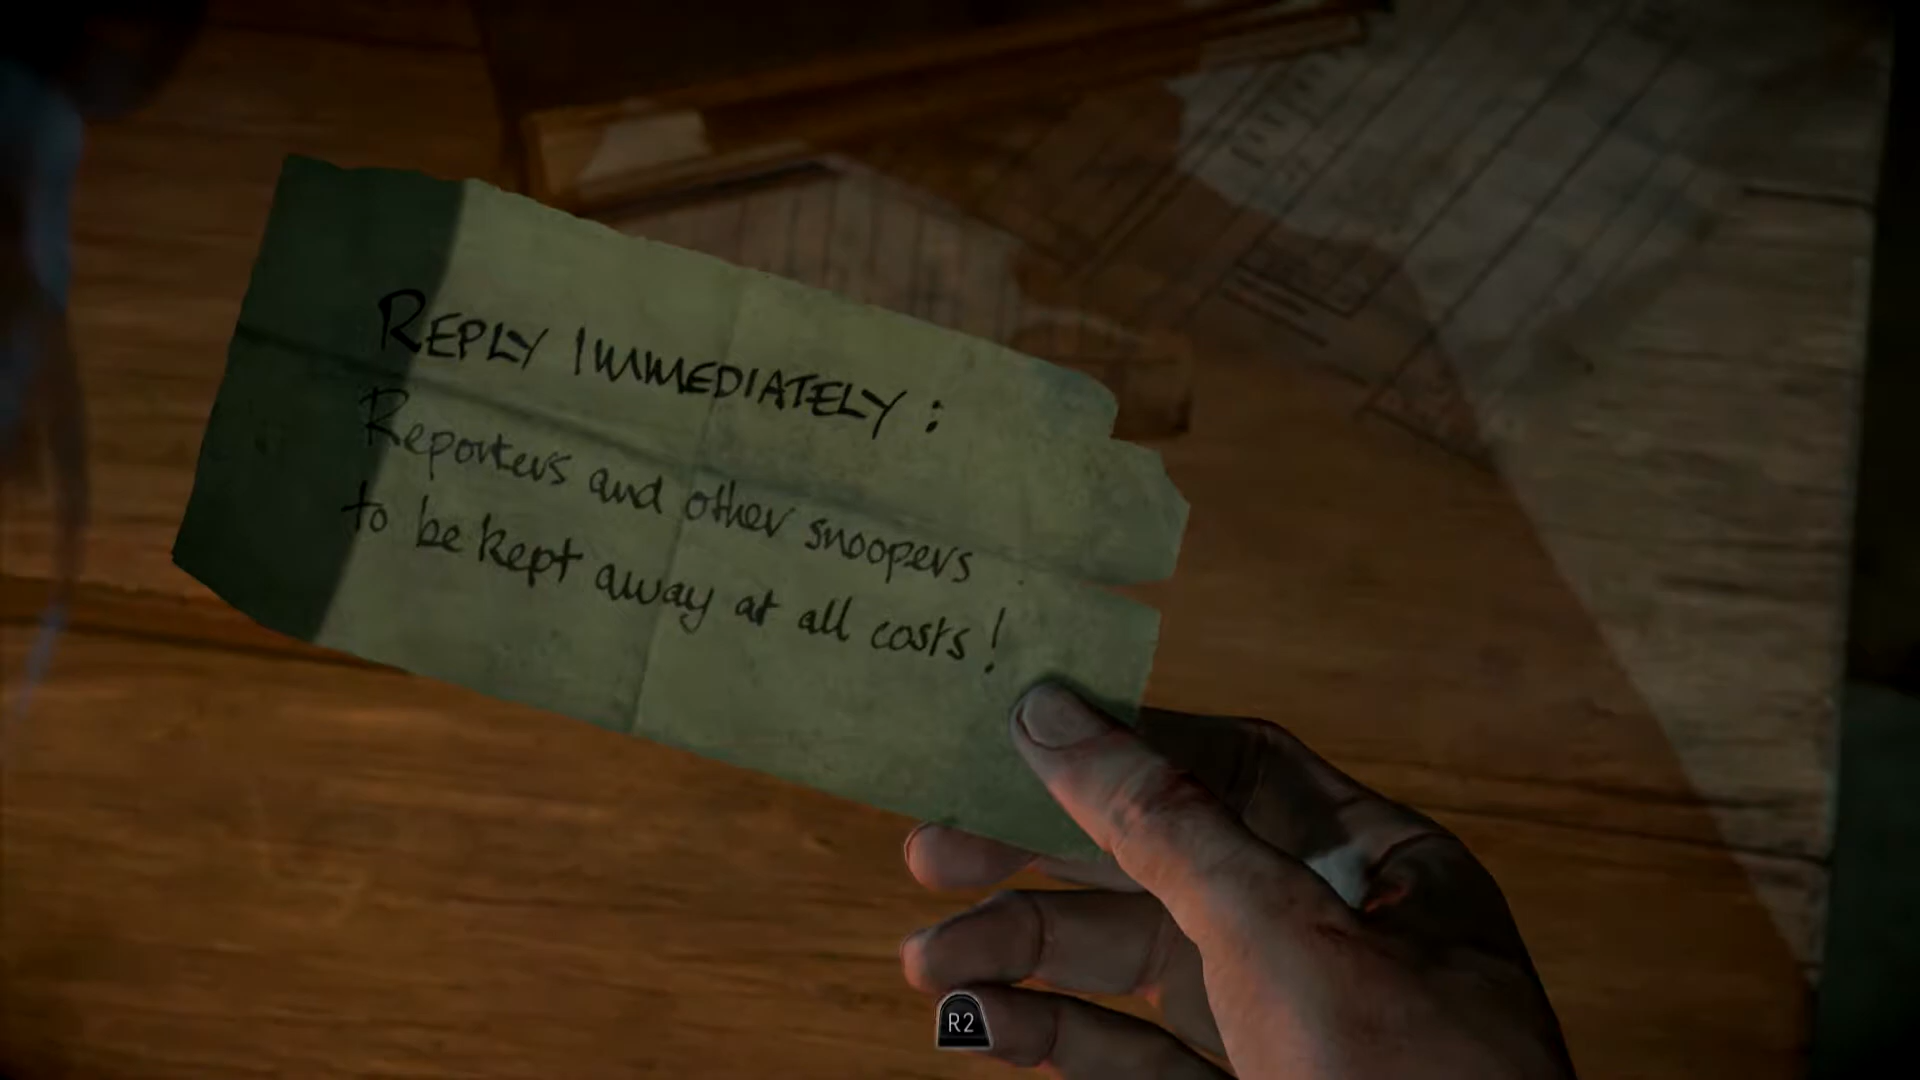 REPLY IMMEDIATELY :
Reporters and other snoopers
to be kept away at all costs!
R2